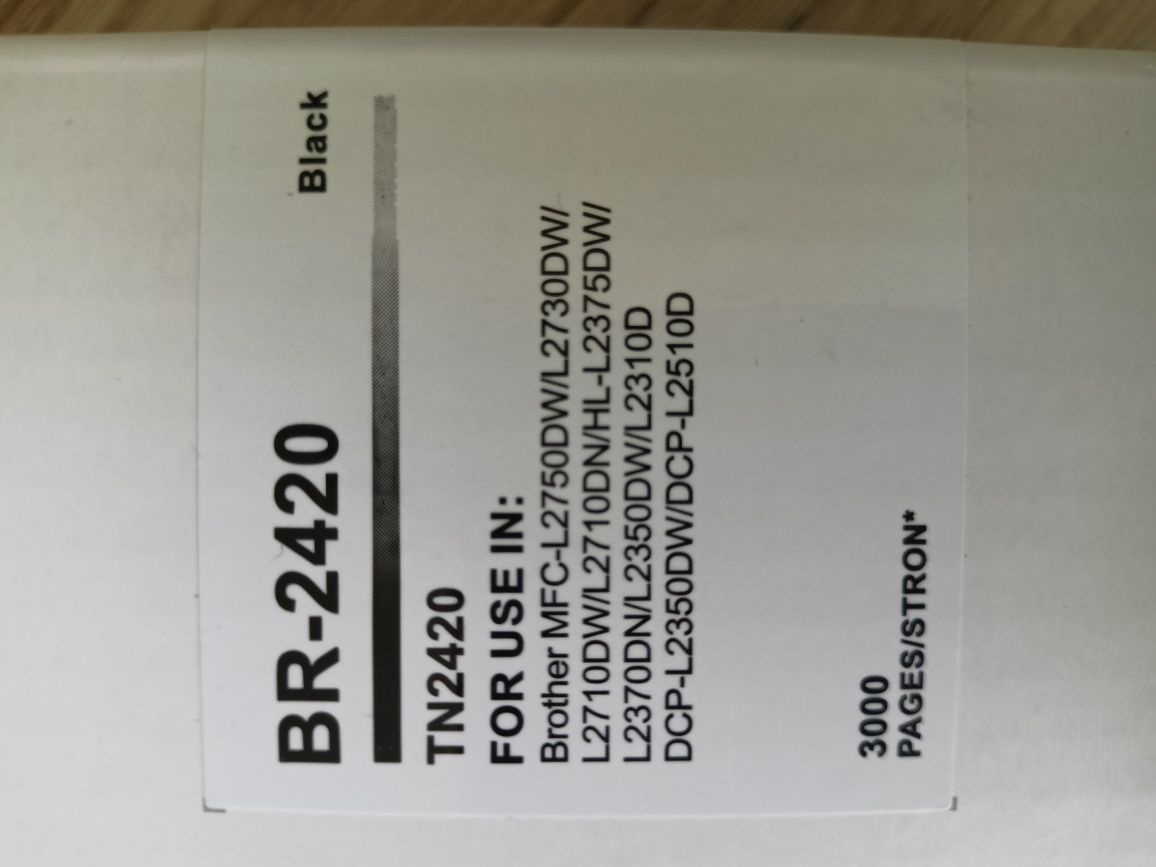 BR-2420
Black
TN2420
FOR USE IN:
Brother MFC-L2750DW/L2730DW/
L2710DW/L2710DN/HL-L2375DW/
L2370DN/L2350DW/L2310D
DCP-L2350DW/DCP-L2510D
3000
PAGES/STRON*